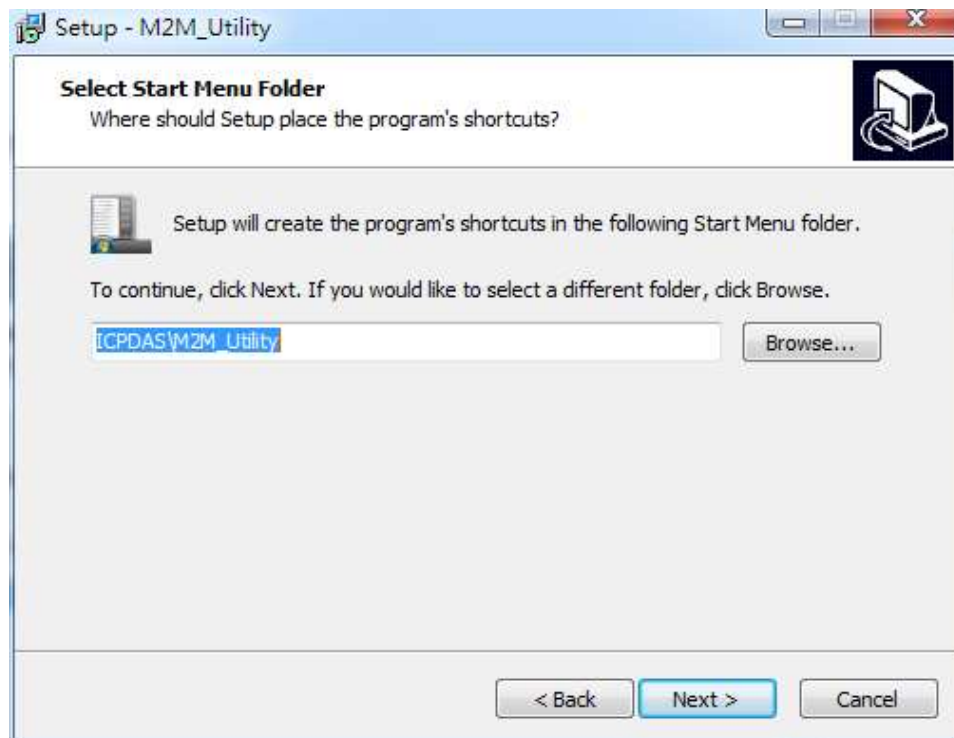 Setup - M2M_Utility
Select Start Menu Folder
Where should Setup place the program's shortcuts?
Setup will create the program's shortcuts in the following Start Menu folder.
To continue, click Next. If you would like to select a different folder, click Browse.
ICPDAS\M2M_Utility
Browse...
< Back
Next >
Cancel